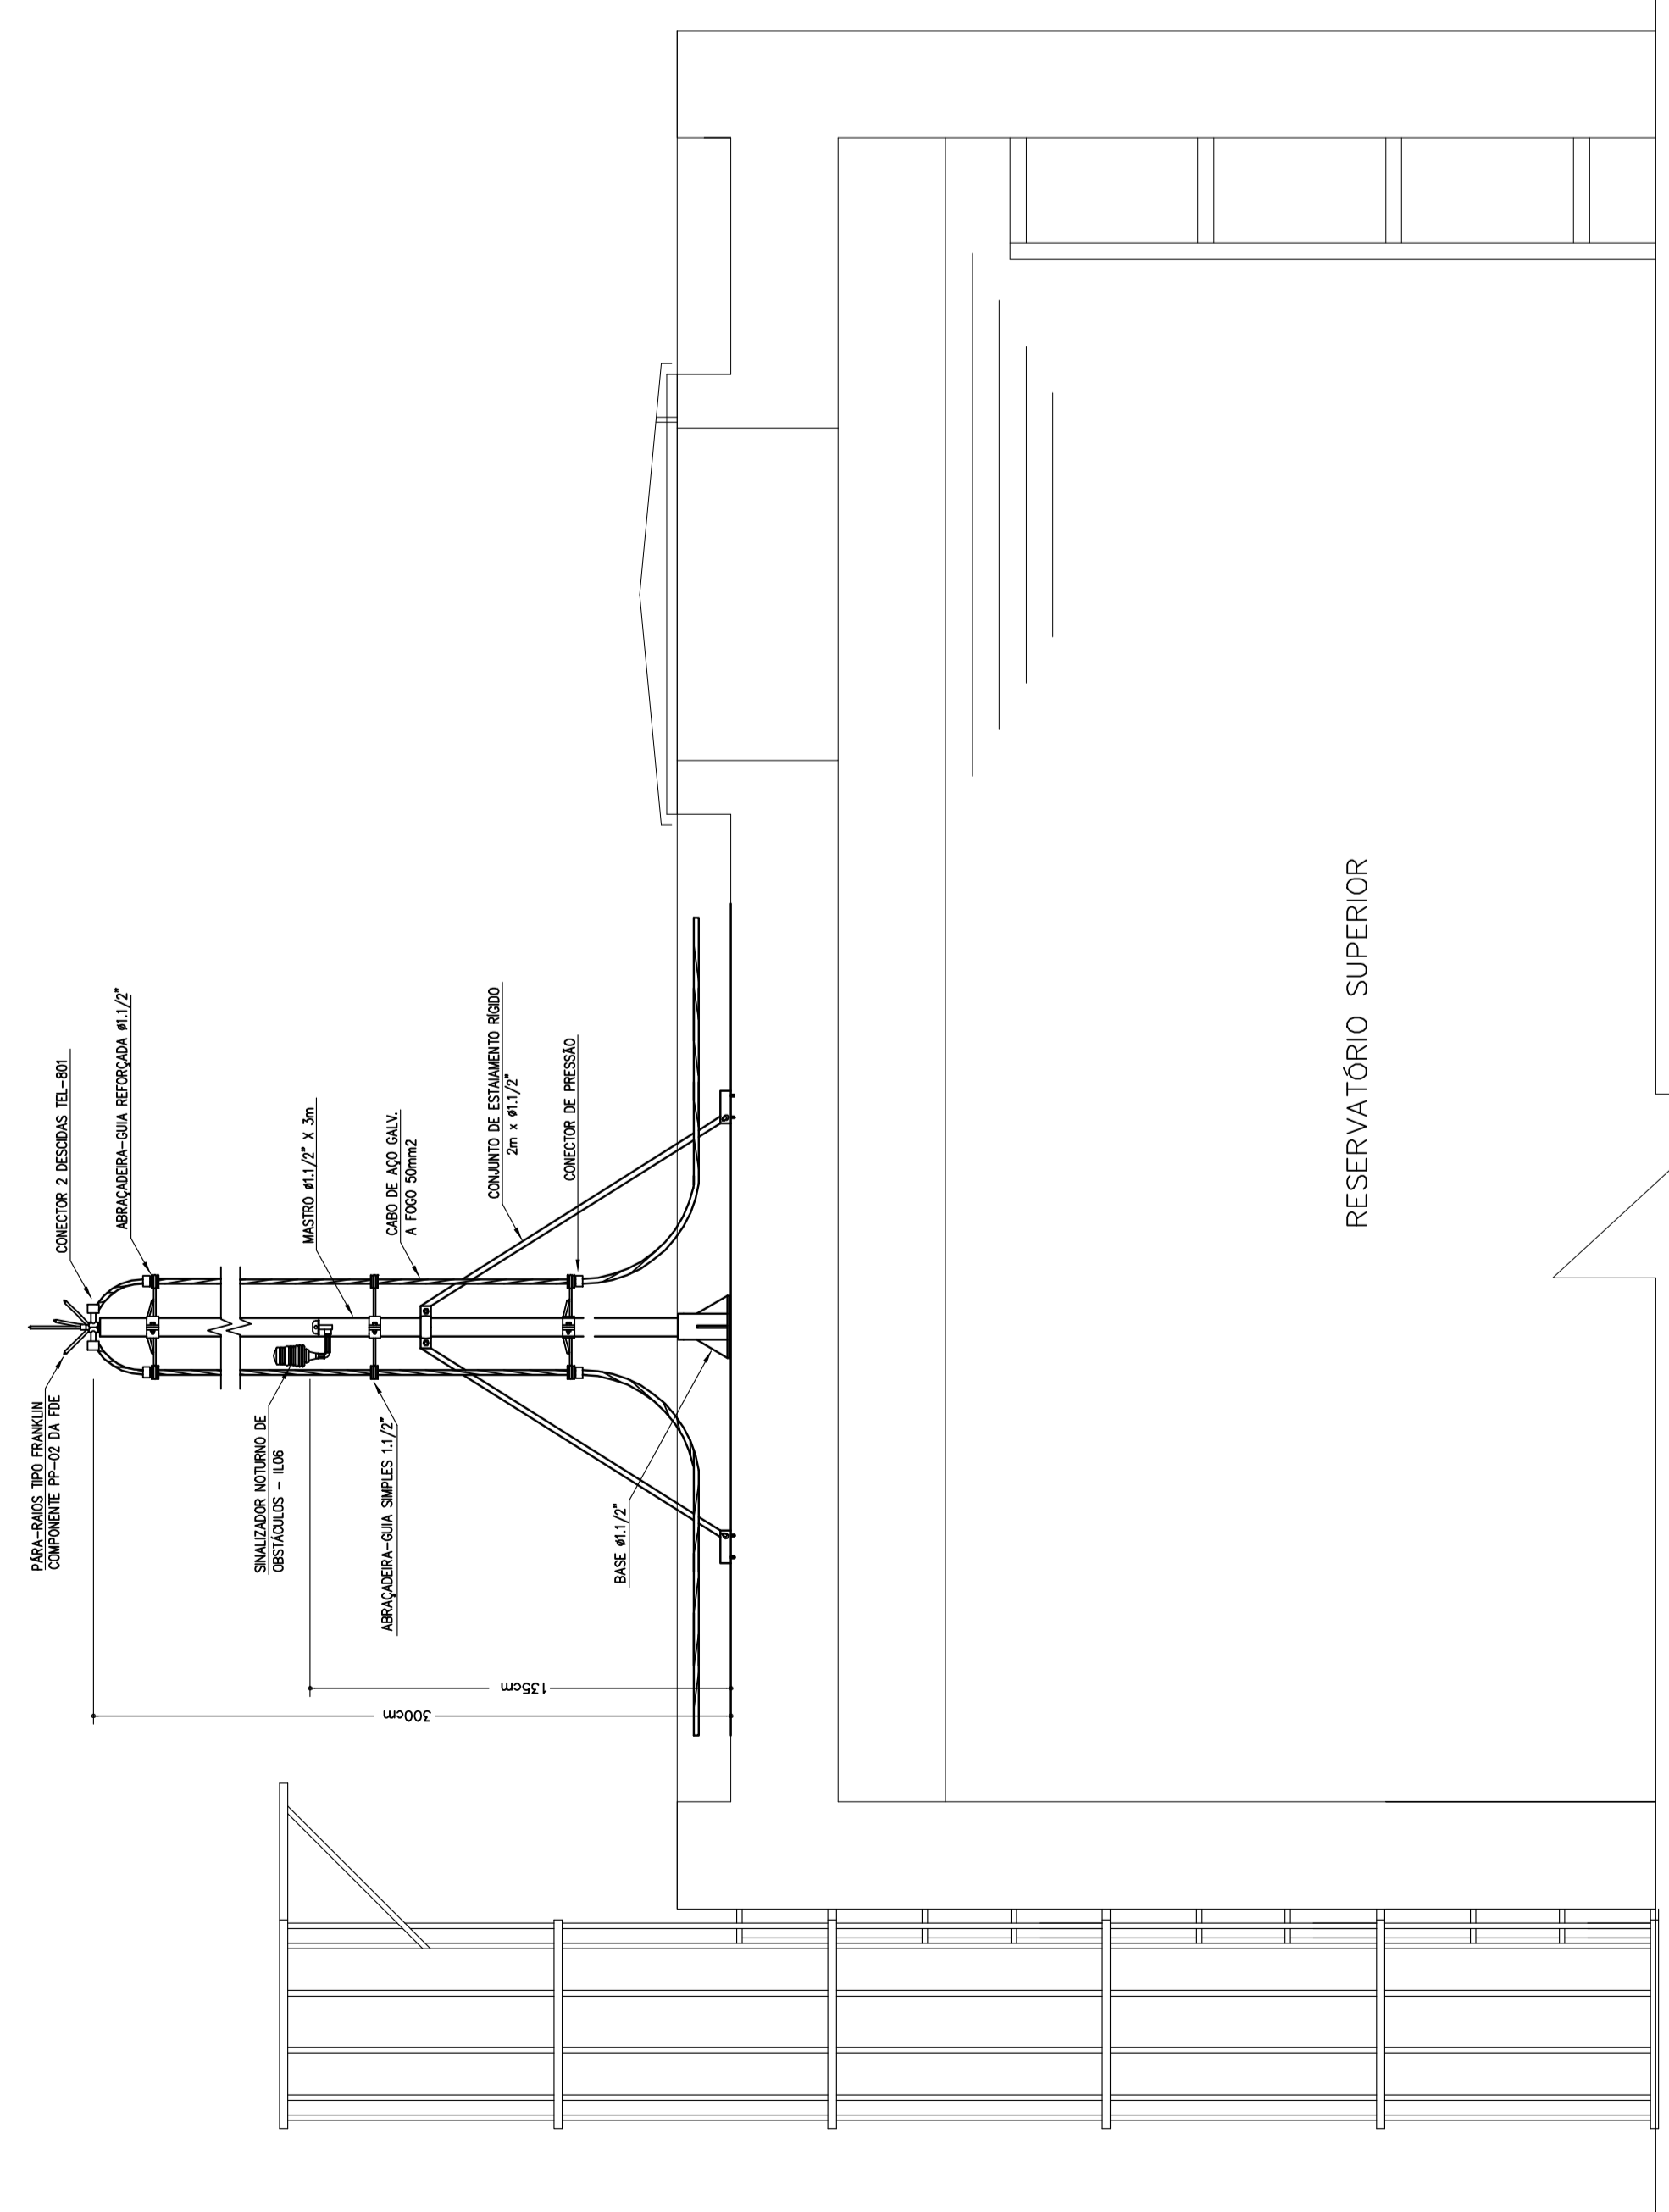 PÁRA-RAIOS TIPO FRANKLIN
COMPONENTE PP-02 DA FDE
CONECTOR 2 DESCIDAS TEL-801
ABRAÇADEIRA-GUIA REFORÇADA ø1.1/2"
SINALIZADOR NOTURNO DE
OBSTÁCULOS - IL06
MASTRO ø1.1/2" X 3m
ABRAÇADEIRA-GUIA SIMPLES 1.1/2"
CABO DE AÇO GALV.
A FOGO 50mm2
CONJUNTO DE ESTAIAMENTO RÍGIDO
2m x ø1.1/2"
CONECTOR DE PRESSÃO
BASE ø1.1/2"
135cm
300cm
RESERVATÓRIO SUPERIOR